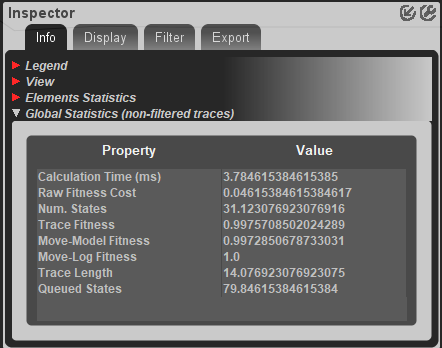 Inspector
Info Display Filter Export
Legend
View
Elements Statistics
Global Statistics (non-filtered traces)
Property Value
Calculation Time (ms) 3.784615384615385
Raw Fitness Cost 0.04615384615384617
Num. States 31.123076923076916
Trace Fitness 0.9975708502024289
Move-Model Fitness 0.9972850678733031
Move-Log Fitness 1.0
Trace Length 14.076923076923075
Queued States 79.84615384615384